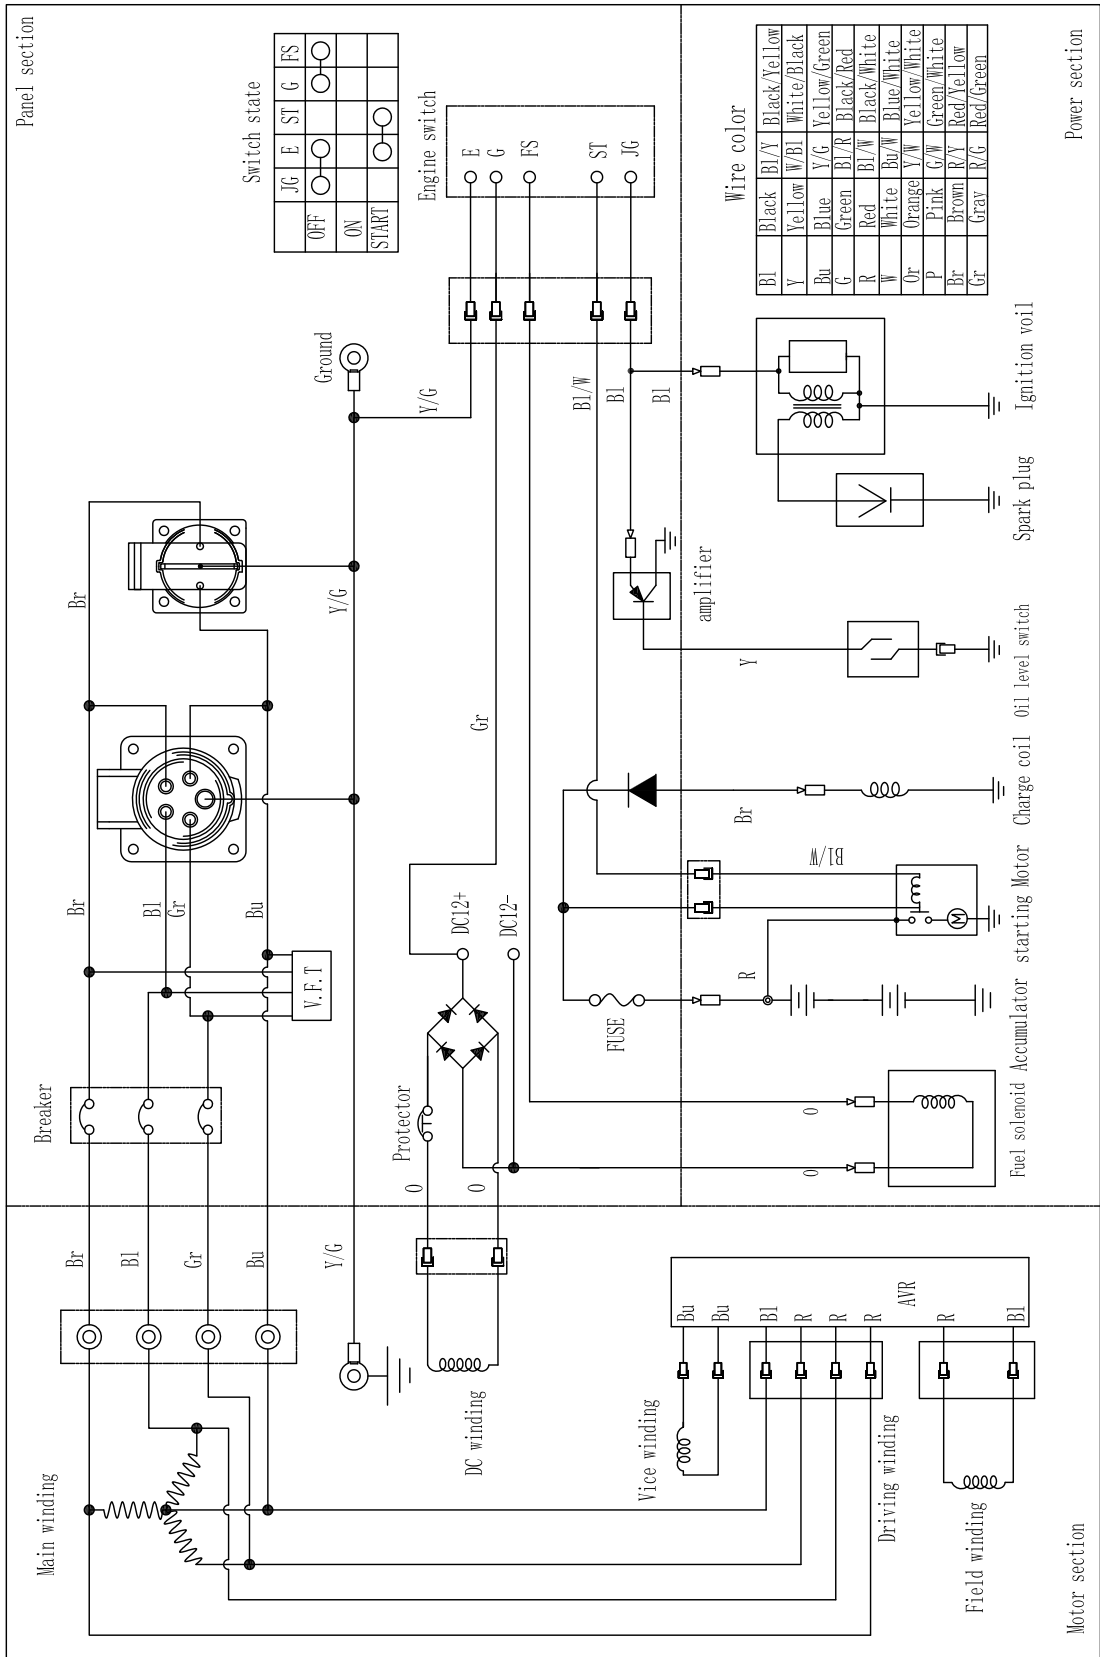 Panel section
Main winding
Breaker
Br
Br
Br
Bl
Bl
Gr
Gr
Bu
Bu
V.F.T
Switch state
JG E ST G FS
OFF
ON
START
Ground
Y/G
Y/G
Y/G
Engine switch
E
G
FS
ST
JG
Protector
O
O
DC12+
DC12-
DC winding
Gr
Bl/W
Bl
Bl
FUSE
amplifier
Vice winding
Bu
Bu
Bl
R
R
R
AVR
R
Bl
Driving winding
Field winding
O
O
R
Bl/W
Br
Y
Wire color
Bl Black Bl/Y Black/Yellow
Y Yellow W/Bl White/Black
Bu Blue Y/G Yellow/Green
G Green Bl/R Black/Red
R Red Bl/W Black/White
W White Bu/W Blue/White
Or Orange Y/W Yellow/White
P Pink G/W Green/White
Br Brown R/Y Red/Yellow
Gr Gray R/G Red/Green
M
Fuel solenoid
Accumulator
starting Motor
Charge coil
Oil level switch
Spark plug
Ignition voil
Motor section
Power section